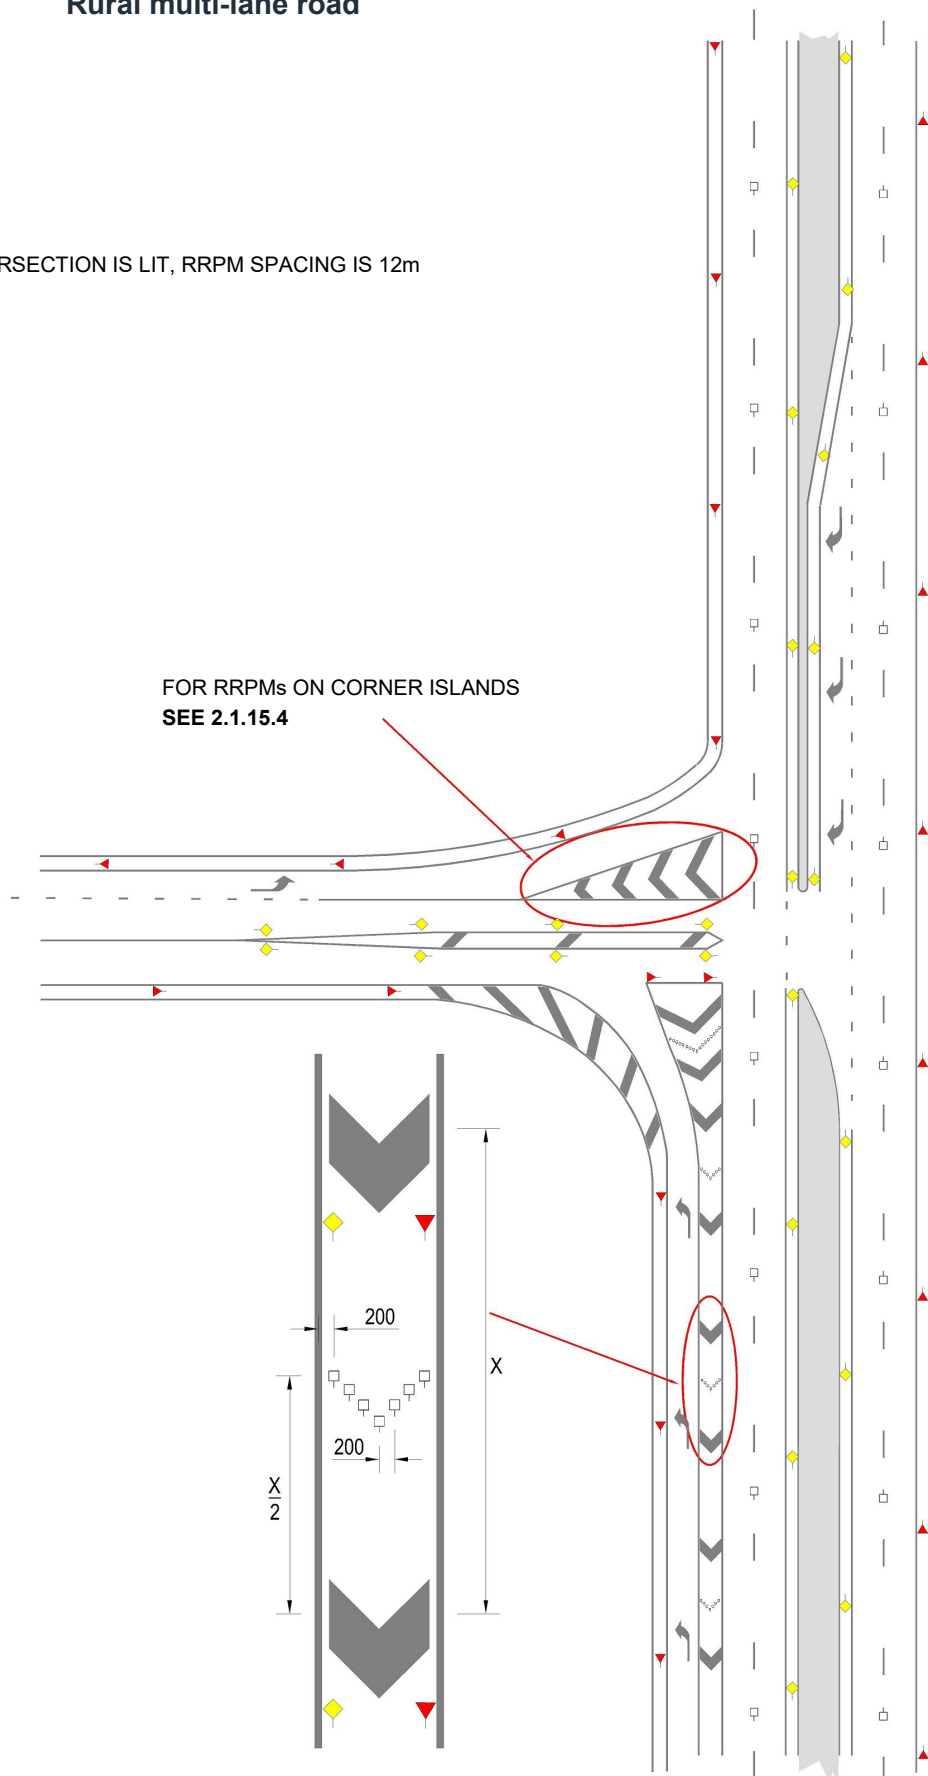 Rural multi-lane road
RSECTION IS LIT, RRPM SPACING IS 12m
FOR RRPMs ON CORNER ISLANDS
SEE 2.1.15.4
200
X
200
X
2